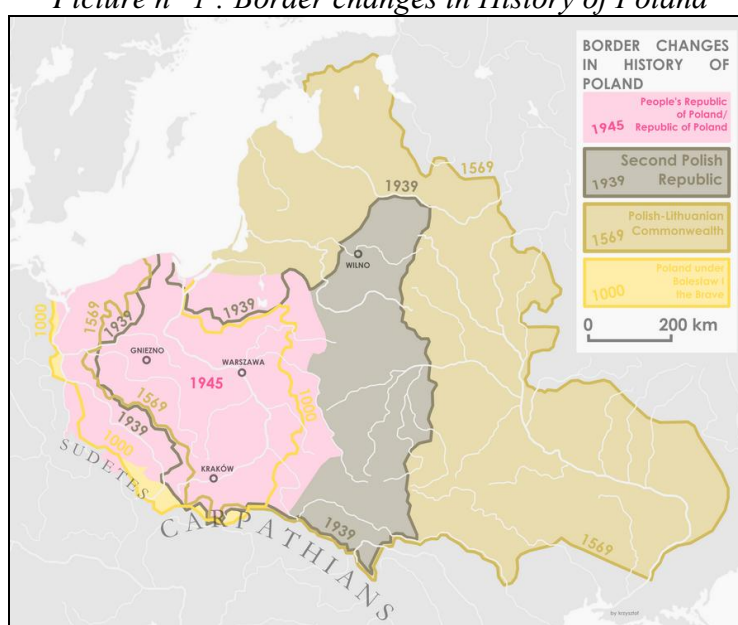 Picture n° 1 : Border changes in History of Poland
BORDER CHANGES
IN HISTORY OF
POLAND
People's Republic
of Poland/
1945 Republic of Poland
Second Polish
1939 Republic
Polish-Lithuanian
1569 Commonwealth
Poland under
Boleslaw I
1000 the Brave
0 200 km
1569
1939
WILNO
1000
1569
1939
1939
GNIEZNO
WARSZAWA
1945
1569
1000
1939
1000
KRAKÓW
SUDETES
CARPATHIANS
1939
1569
by krzysztof